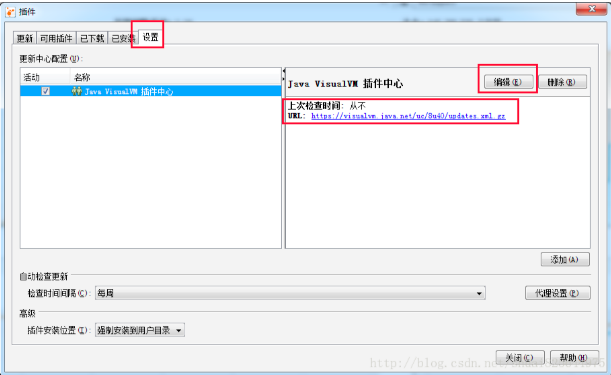 插件
更新 可用插件 已下载 已安装 设置
更新中心配置(U):
活动 名称
Java VisualVM 插件中心
Java VisualVM 插件中心 编辑(E) 删除(R)
上次检查时间: 从不
URL: https://visualvm.java.net/uc/8u40/updates.xml.gz
添加(A)
自动检查更新
检查时间间隔(C): 每周 代理设置(P)
高级
插件安装位置(I): 强制安装到用户目录
关闭(C) 帮助(H)